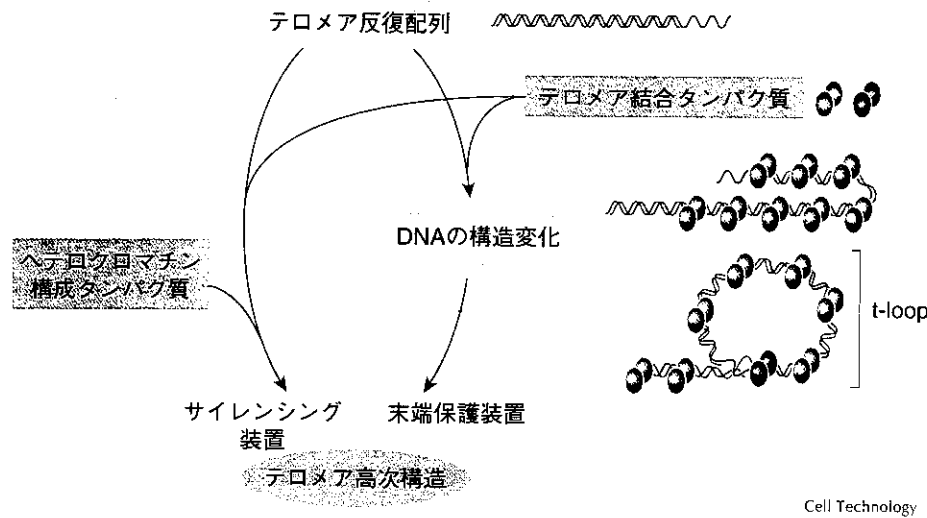 テロメア反復配列
テロメア結合タンパク質
DNAの構造変化
ヘテロクロマチン
構成タンパク質
t-loop
サイレンシング
装置
末端保護装置
テロメア高次構造
Cell Technology